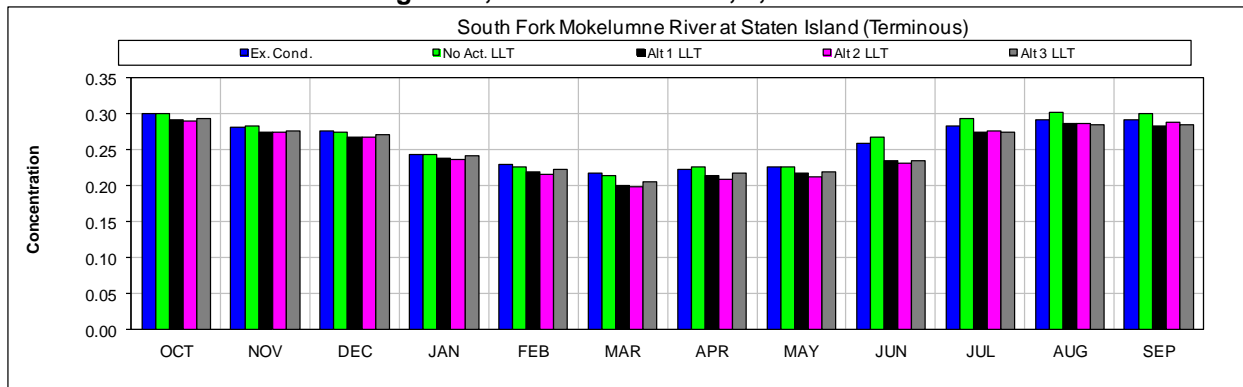 South Fork Mokelumne River at Staten Island (Terminous)
Ex. Cond. No Act. LLT Alt 1 LLT Alt 2 LLT Alt 3 LLT
0.35
0.30
0.25
0.20
0.15
0.10
0.05
0.00
Concentration
OCT NOV DEC JAN FEB MAR APR MAY JUN JUL AUG SEP